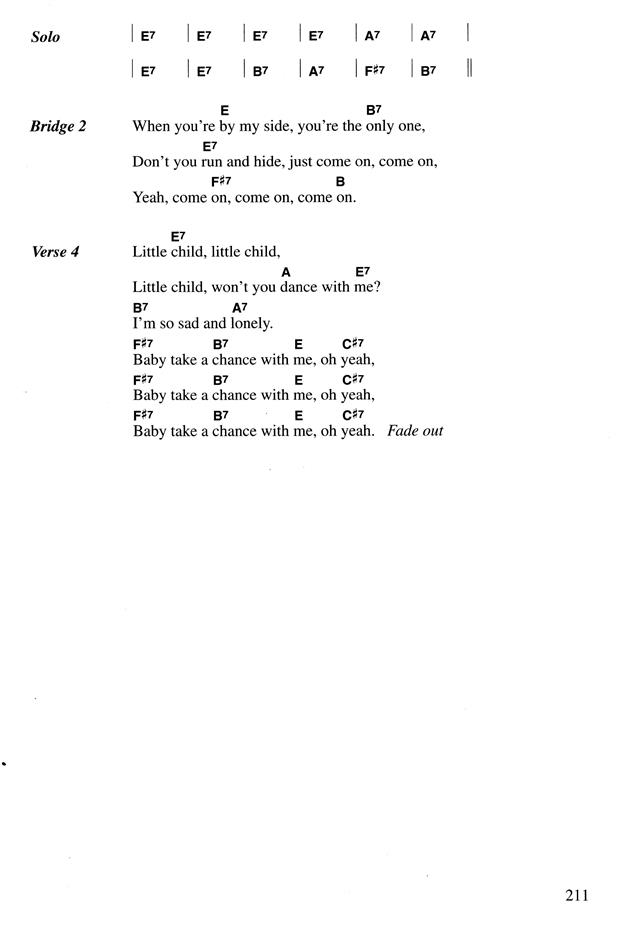 Solo | E7 | E7 | E7 | E7 | A7 | A7 |
| E7 | E7 | B7 | A7 | F♯7 | B7 ||
E B7
Bridge 2 When you're by my side, you're the only one,
E7
Don't you run and hide, just come on, come on,
F♯7 B
Yeah, come on, come on, come on.
E7
Verse 4 Little child, little child,
A E7
Little child, won't you dance with me?
B7 A7
I'm so sad and lonely.
F♯7 B7 E C♯7
Baby take a chance with me, oh yeah,
F♯7 B7 E C♯7
Baby take a chance with me, oh yeah,
F♯7 B7 E C♯7
Baby take a chance with me, oh yeah. Fade out
211